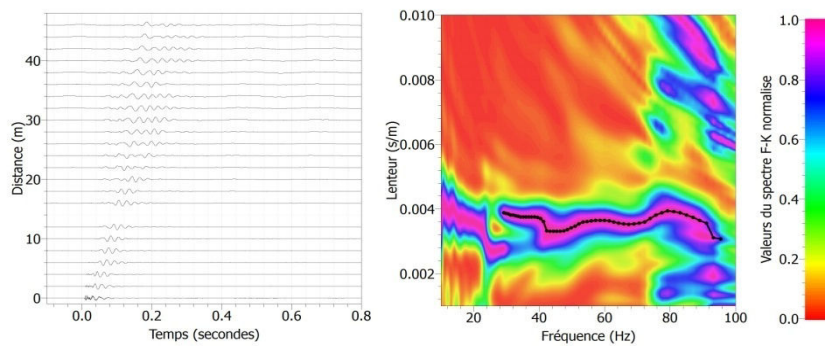 Distance (m)
40
30
20
10
0
0.0 0.2 0.4 0.6 0.8
Temps (secondes)
Lenteur (s/m)
0.010
0.008
0.006
0.004
0.002
20 40 60 80 100
Fréquence (Hz)
Valeurs du spectre F-K normalise
1.0
0.8
0.6
0.4
0.2
0.0